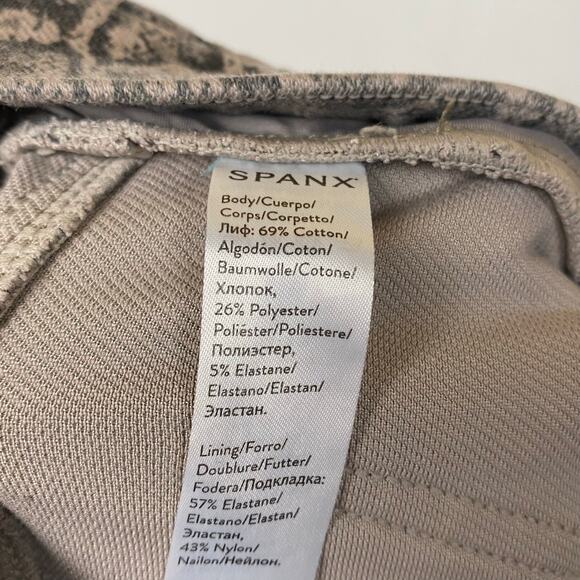 SPANX
Body/Cuerpo/
Corps/Corpetto/
Лиф: 69% Cotton/
Algodón/Coton/
Baumwolle/Cotone/
Хлопок,
26% Polyester/
Poliéster/Poliestere/
Полиэстер,
5% Elastane/
Elastano/Elastan/
Эластан.
Lining/Forro/
Doublure/Futter/
Fodera/Подкладка:
57% Elastane/
Elastano/Elastan/
Эластан,
43% Nylon/
Nailon/Нейлон.